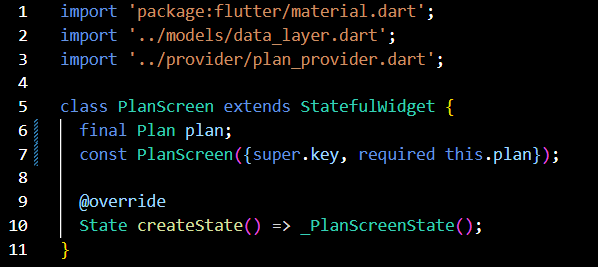 1 import 'package:flutter/material.dart';
2 import '../models/data_layer.dart';
3 import '../provider/plan_provider.dart';
4
5 class PlanScreen extends StatefulWidget {
6   final Plan plan;
7   const PlanScreen({super.key, required this.plan});
8
9   @override
10   State createState() => _PlanScreenState();
11 }